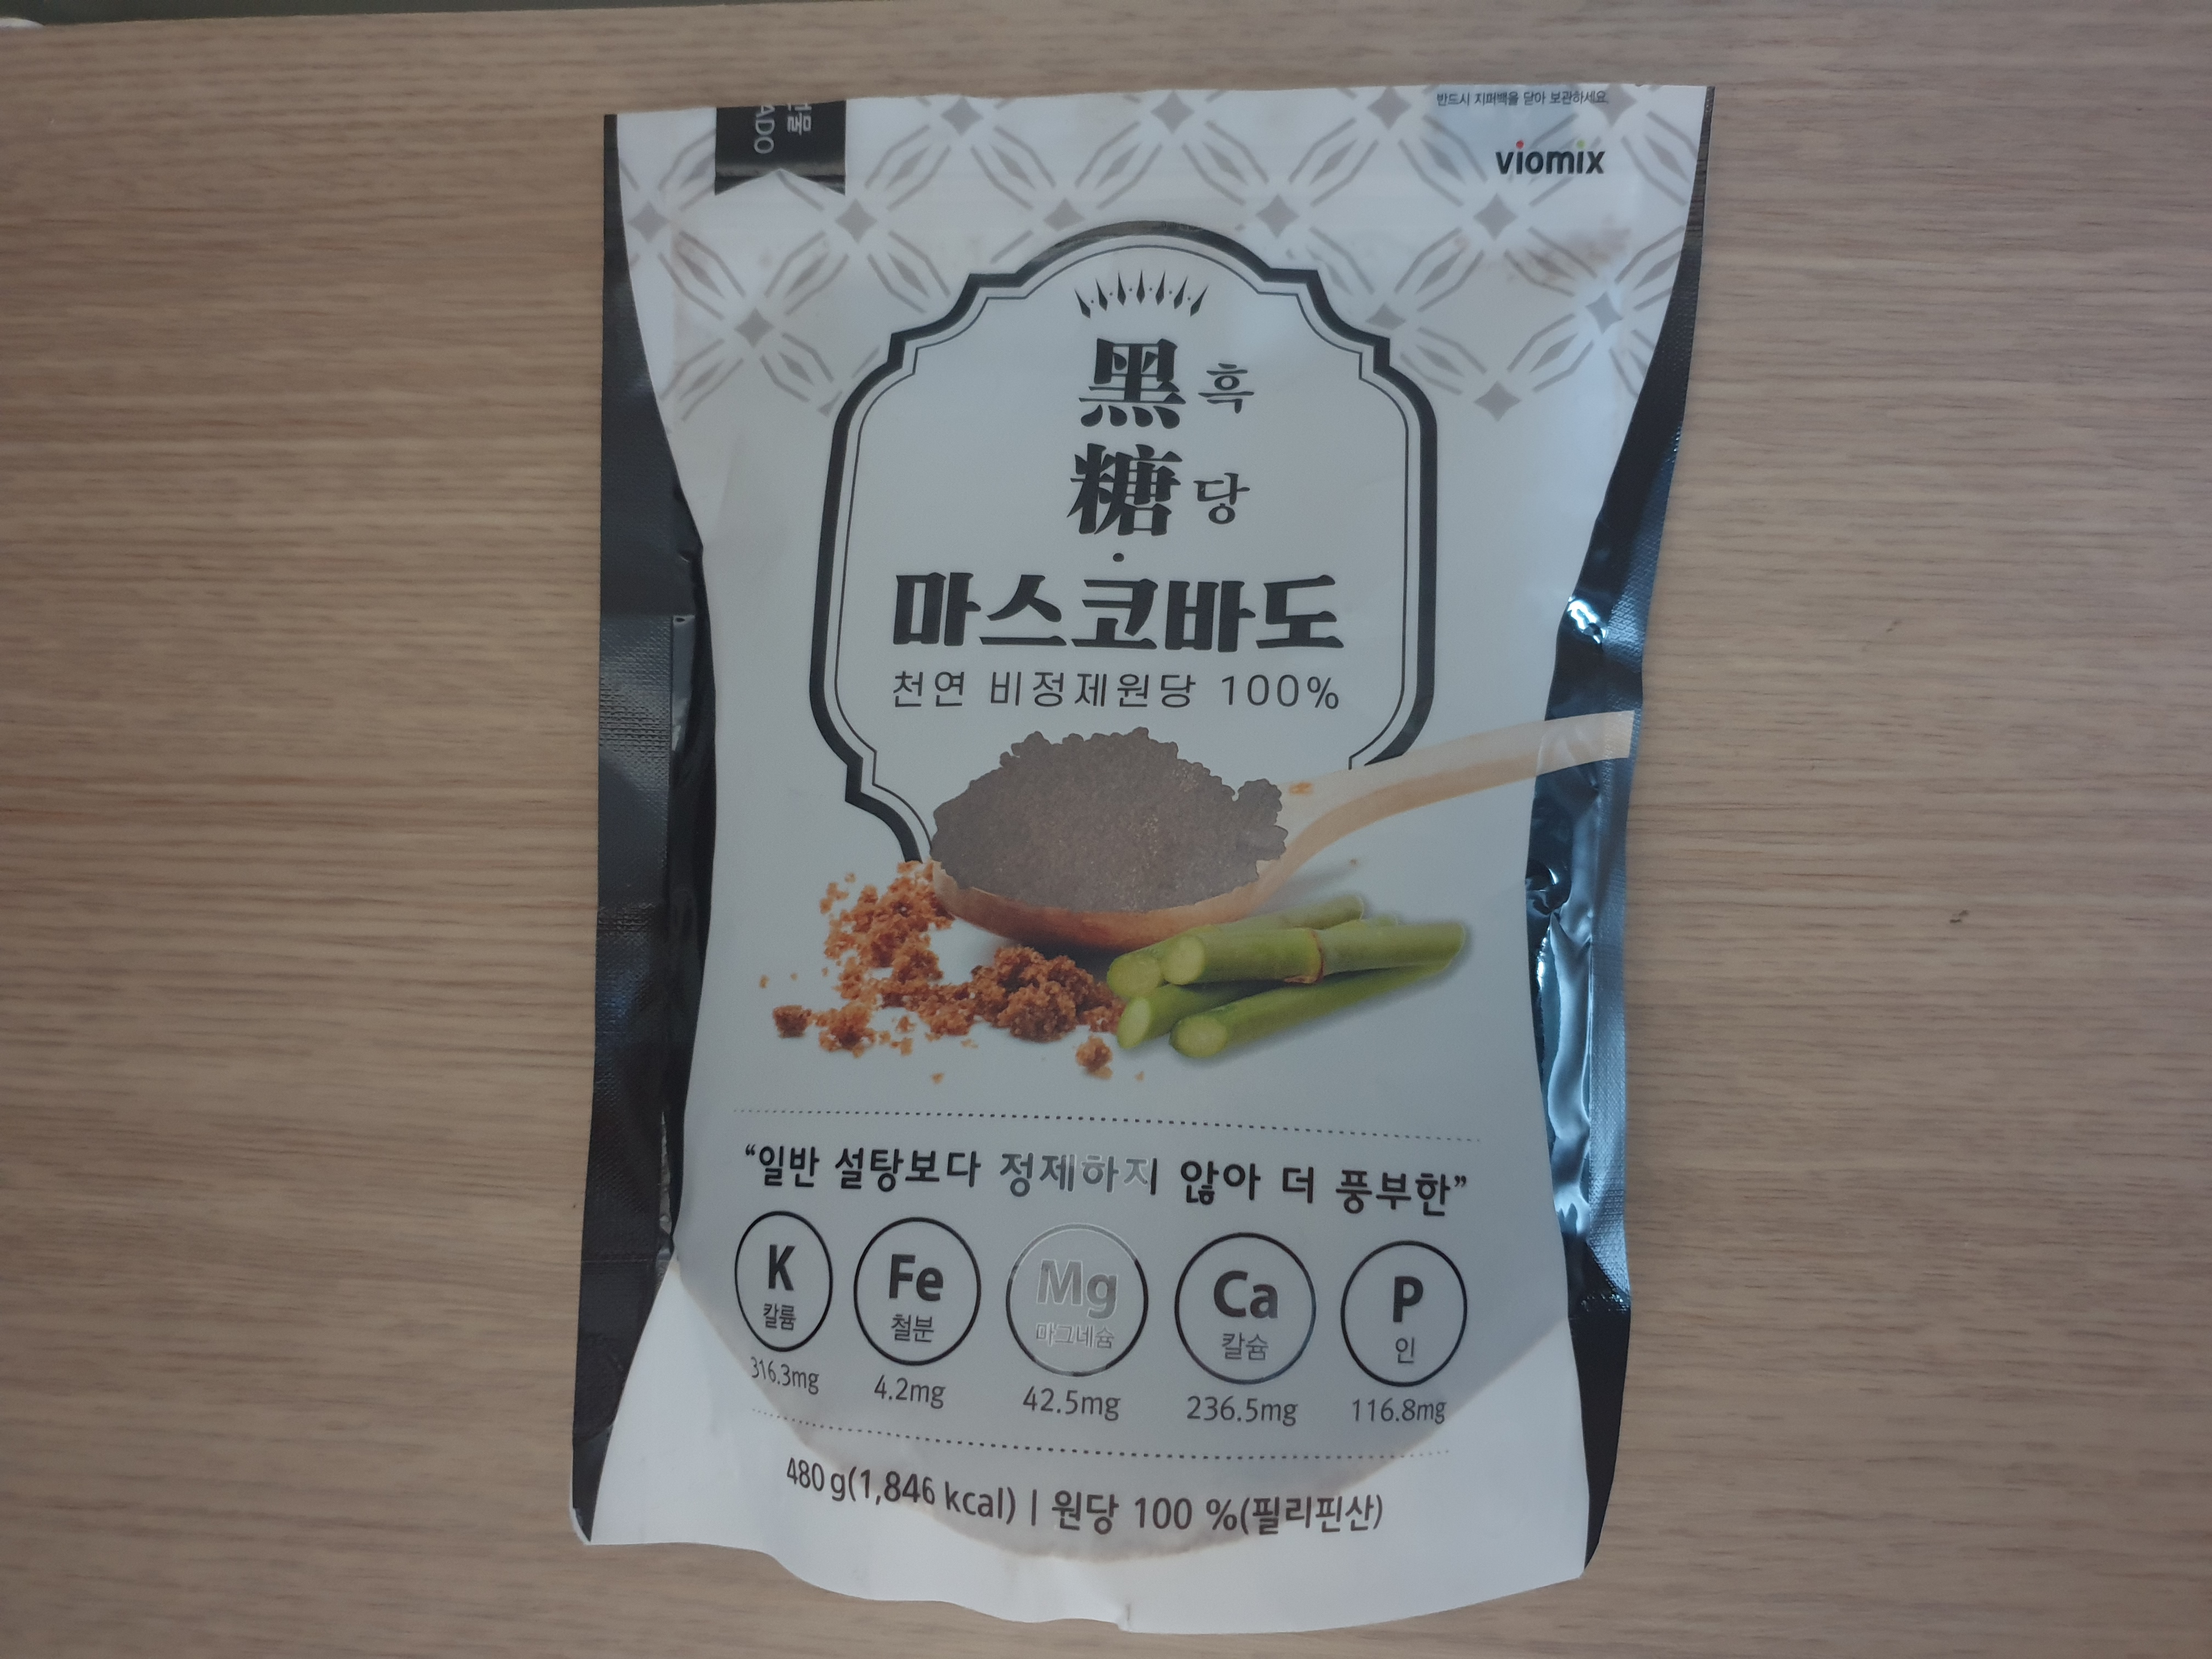 ADO
반드시 지퍼백을 닫아 보관하세요.
viomix
黑 흑
糖 당
마스코바도
천연 비정제원당 100%
“일반 설탕보다 정제하지 않아 더 풍부한”
K Fe Mg Ca P
칼륨 철분 마그네슘 칼슘 인
316.3mg 4.2mg 42.5mg 236.5mg 116.8mg
480 g(1,846 kcal) | 원당 100 %(필리핀산)